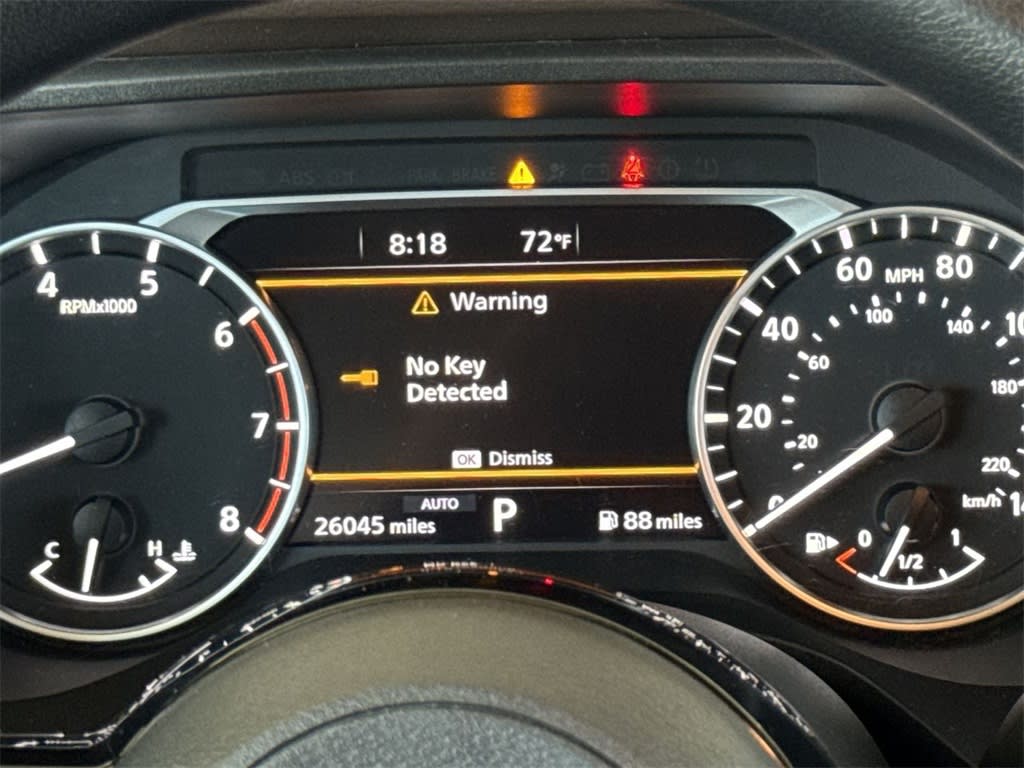 ABS
PARK BRAKE
8:18 72°F
4 5 6 7 8
RPMx1000
Warning
No Key
Detected
OK Dismiss
AUTO
26045 miles P 88 miles
C H
0 20 40 60 80
MPH
20 60 100 140 180 220
km/h
0 1/2 1